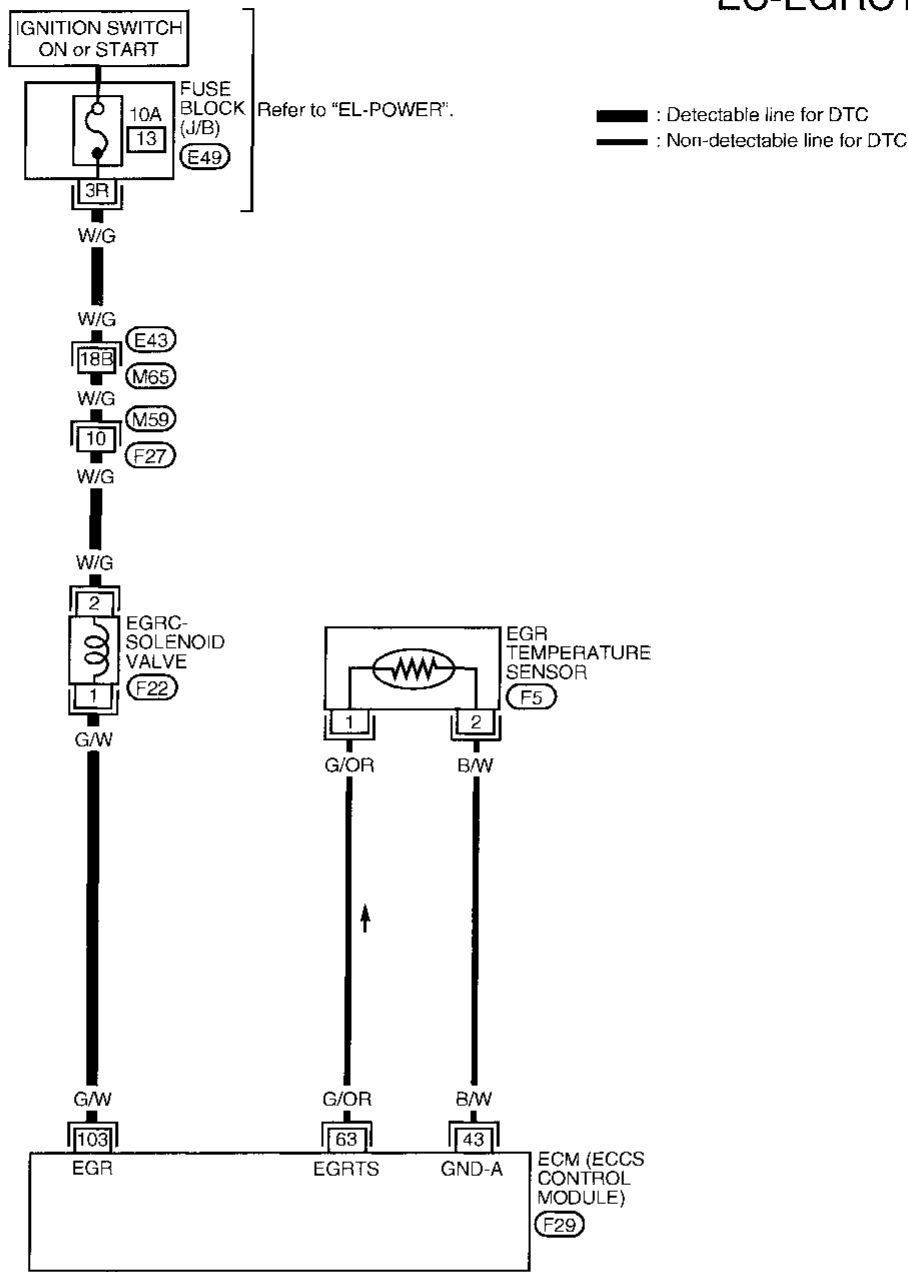 IGNITION SWITCH
ON or START
FUSE
BLOCK
(J/B)
10A
13
E49
Refer to "EL-POWER".
: Detectable line for DTC
: Non-detectable line for DTC
3R
W/G
W/G
E43
18B
M65
W/G
M59
10
F27
W/G
W/G
2
EGRC-
SOLENOID
VALVE
F22
1
G/W
EGR
TEMPERATURE
SENSOR
F5
1
2
G/OR
B/W
G/W
G/OR
B/W
103
63
43
EGR
EGRTS
GND-A
ECM (ECCS
CONTROL
MODULE)
F29